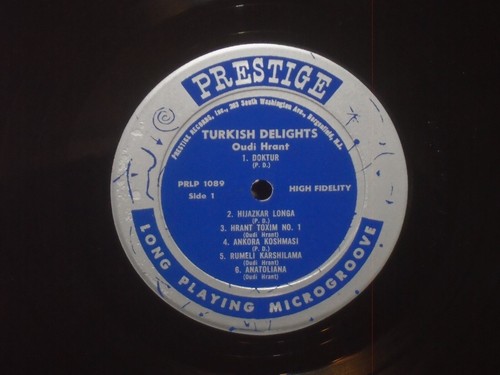 PRESTIGE
PRESTIGE RECORDS, INC., 203 South Washington Ave., Bergenfield, N.J.
TURKISH DELIGHTS
Oudi Hrant
1. DOKTUR
(P. D.)
PRLP 1089
Side 1
HIGH FIDELITY
2. HIJAZKAR LONGA
(P. D.)
3. HRANT TOXIM NO. 1
(Oudi Hrant)
4. ANKORA KOSHMASI
(P. D.)
5. RUMELI KARSHILAMA
(Oudi Hrant)
6. ANATOLIANA
(Oudi Hrant)
LONG PLAYING MICROGROOVE